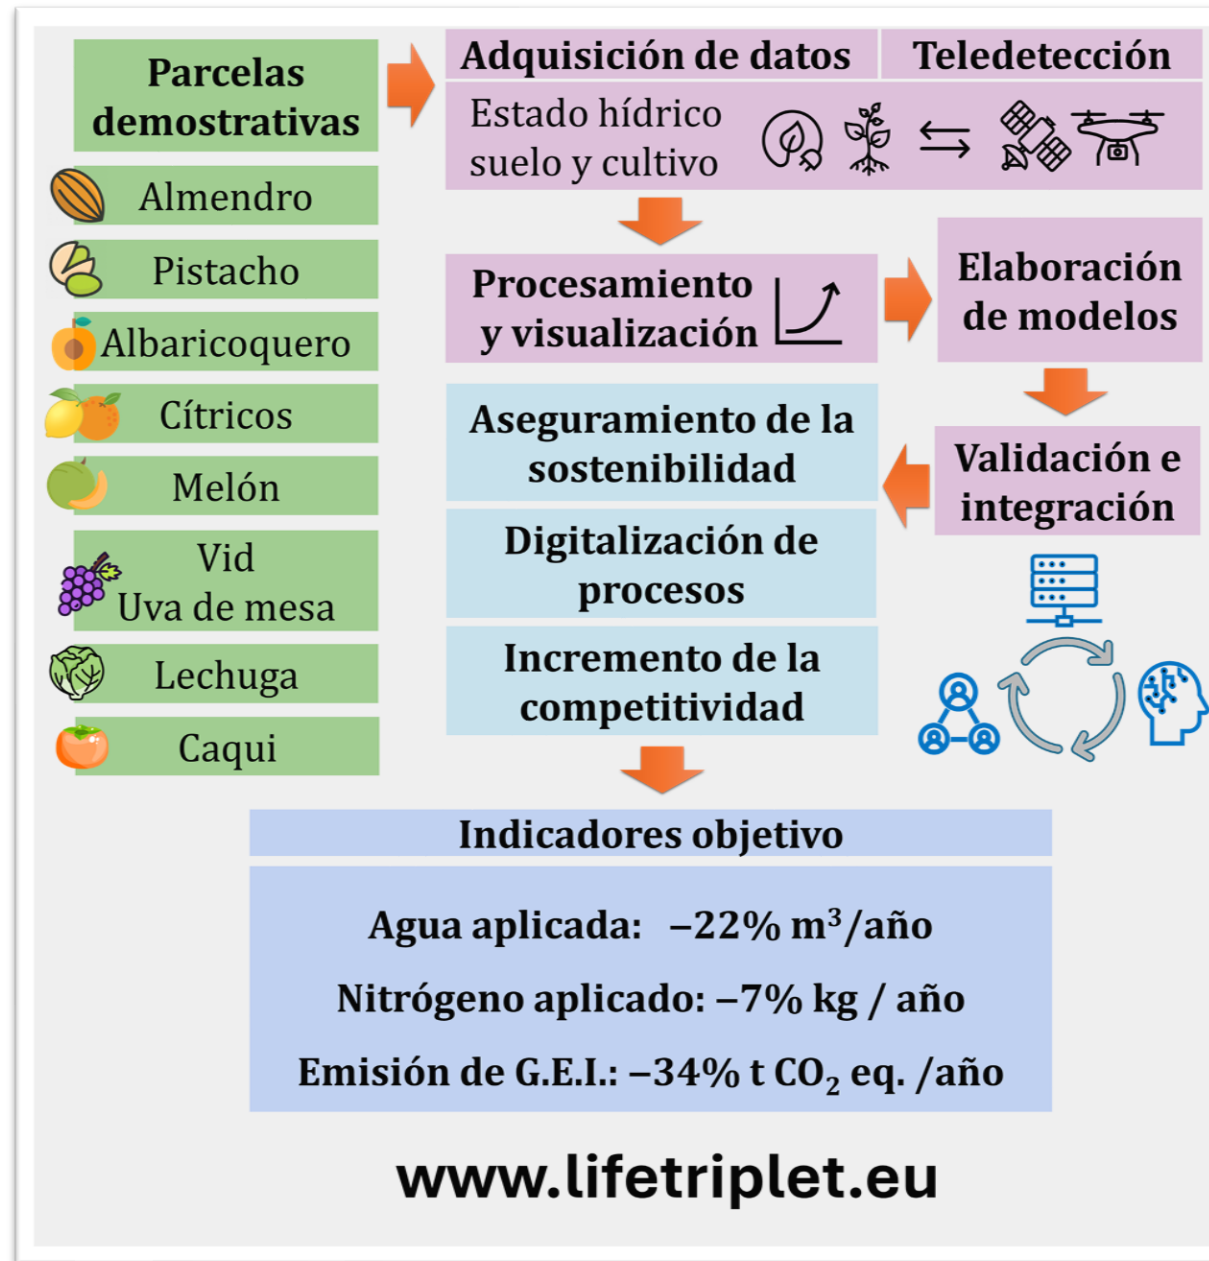 Parcelas
demostrativas
Almendro
Pistacho
Albaricoquero
Cítricos
Melón
Vid
Uva de mesa
Lechuga
Caqui
Adquisición de datos
Teledetección
Estado hídrico
suelo y cultivo
Procesamiento
y visualización
Elaboración
de modelos
Validación e
integración
Aseguramiento de la
sostenibilidad
Digitalización de
procesos
Incremento de la
competitividad
Indicadores objetivo
Agua aplicada: −22% m³/año
Nitrógeno aplicado: −7% kg / año
Emisión de G.E.I.: −34% t CO₂ eq. /año
www.lifetriplet.eu